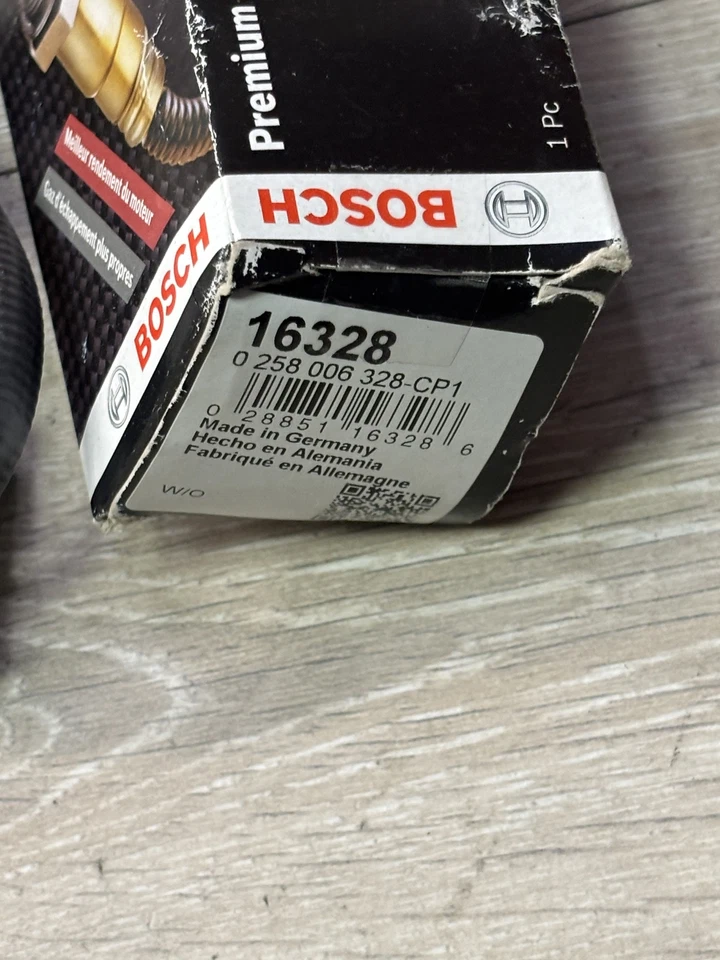 Premium
1 Pc
Meilleur rendement du moteur
Gaz d'échappement plus propres
BOSCH
BOSCH
16328
0 258 006 328-CP1
0 28851 16328 6
Made in Germany
Hecho en Alemania
Fabriqué en Allemagne
W/O